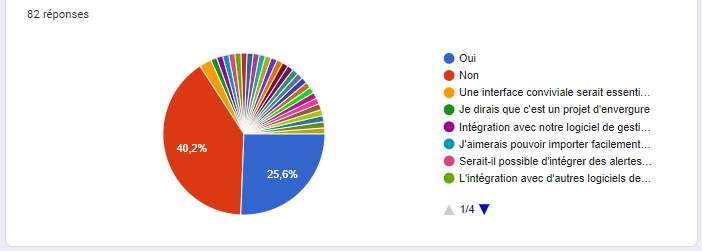 82 réponses
40,2%
25,6%
Oui
Non
Une interface conviviale serait essenti…
Je dirais que c'est un projet d'envergure
Intégration avec notre logiciel de gesti…
J'aimerais pouvoir importer facilement…
Serait-il possible d'intégrer des alertes…
L'intégration avec d'autres logiciels de…
1/4